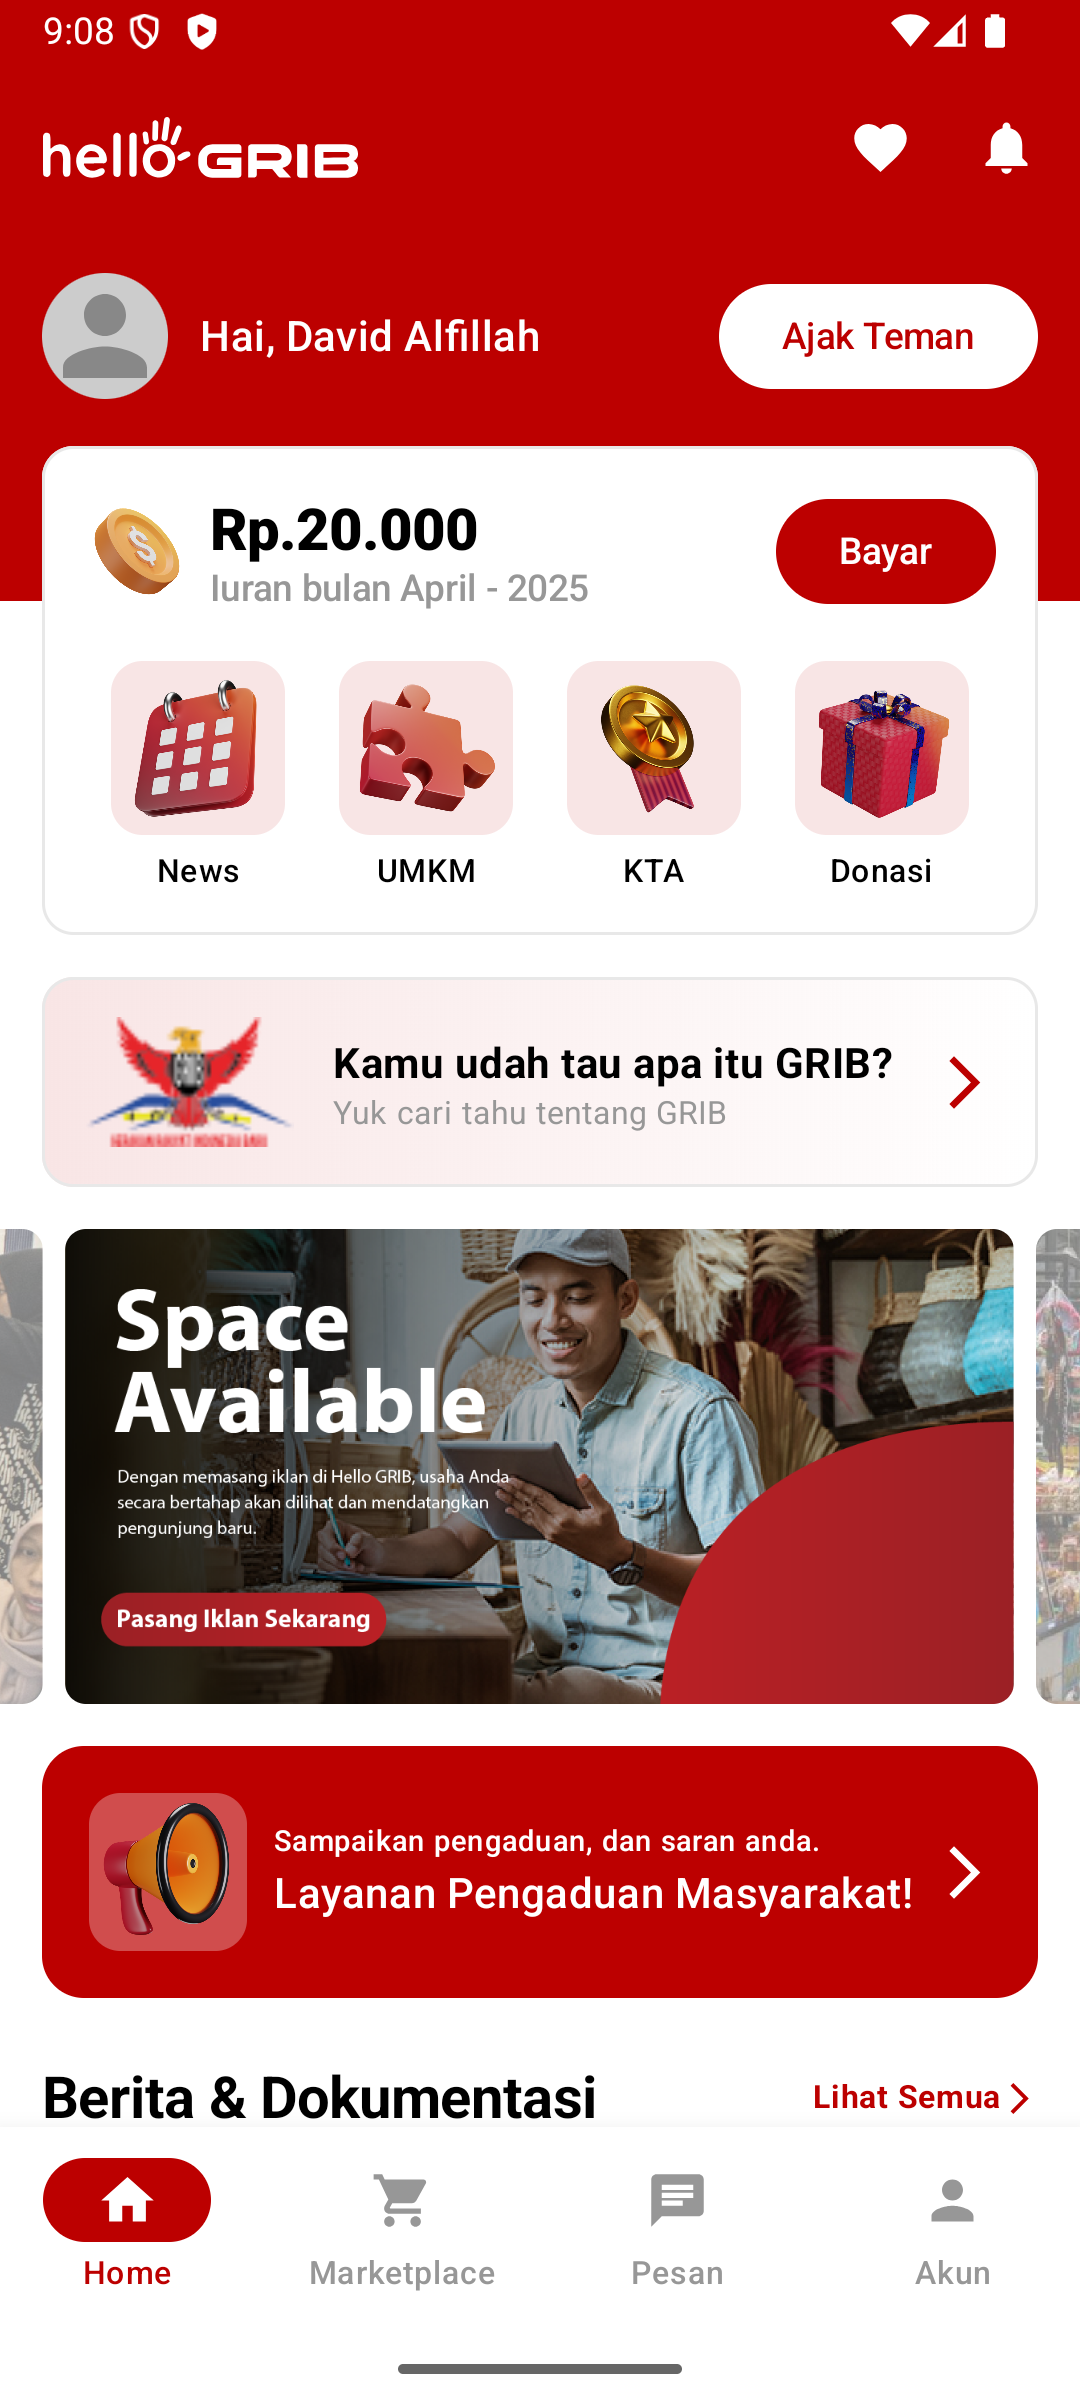 9:08
hello GRIB
Hai, David Alfillah
Ajak Teman
Rp.20.000
Iuran bulan April - 2025
Bayar
News
UMKM
KTA
Donasi
Kamu udah tau apa itu GRIB?
Yuk cari tahu tentang GRIB
Space
Available
Dengan memasang iklan di Hello GRIB, usaha Anda
secara bertahap akan dilihat dan mendatangkan
pengunjung baru.
Pasang Iklan Sekarang
Sampaikan pengaduan, dan saran anda.
Layanan Pengaduan Masyarakat!
Berita & Dokumentasi
Lihat Semua
Home
Marketplace
Pesan
Akun